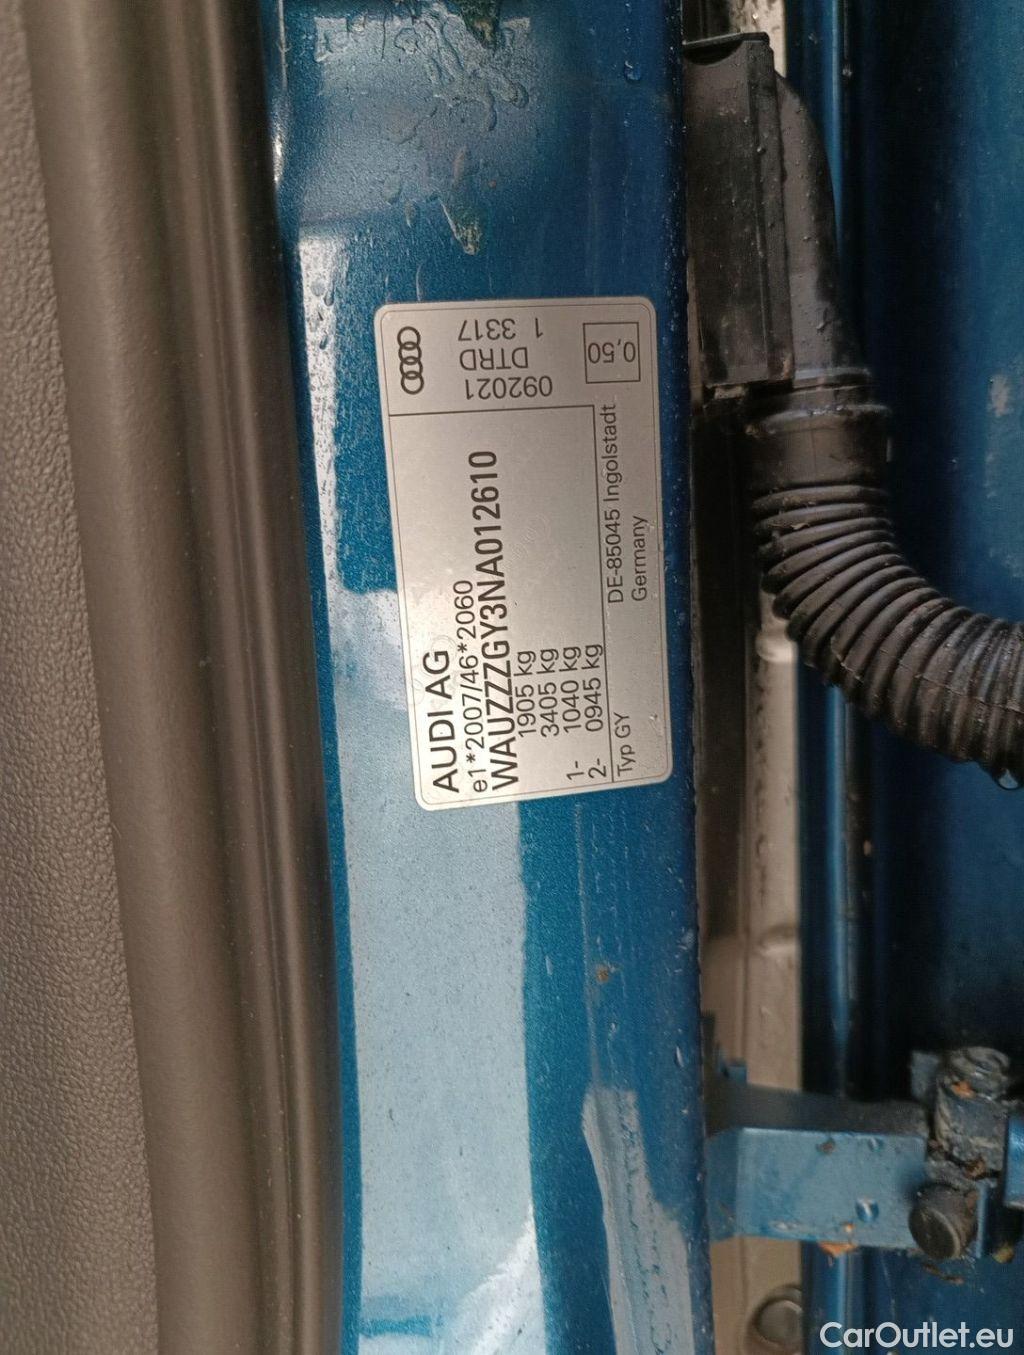 AUDI AG
e1*2007/46*2060
WAUZZZGY3NA012610
1905 kg
3405 kg
1- 1040 kg
2- 0945 kg
Typ GY
DE-85045 Ingolstadt
Germany
092021
DTRD
1 3317
0,50
CarOutlet.eu